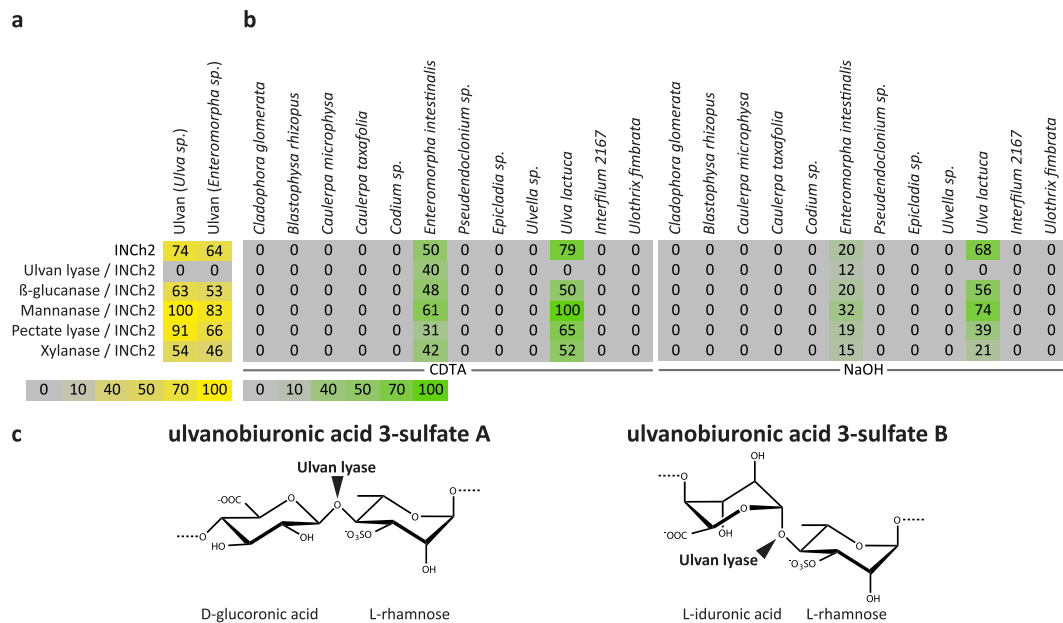 a
b
Ulvan (Ulva sp.)
Ulvan (Enteromorpha sp.)
Cladophora glomerata
Blastophysa rhizopus
Caulerpa microphysa
Caulerpa taxafolia
Codium sp.
Enteromorpha intestinalis
Pseudendoclonium sp.
Epicladia sp.
Ulvella sp.
Ulva lactuca
Interfilum 2167
Ulothrix fimbrata
Cladophora glomerata
Blastophysa rhizopus
Caulerpa microphysa
Caulerpa taxafolia
Codium sp.
Enteromorpha intestinalis
Pseudendoclonium sp.
Epicladia sp.
Ulvella sp.
Ulva lactuca
Interfilum 2167
Ulothrix fimbrata
INCh2 74 64 0 0 0 0 0 50 0 0 0 79 0 0 0 0 0 0 0 20 0 0 0 68 0 0
Ulvan lyase / INCh2 0 0 0 0 0 0 0 40 0 0 0 0 0 0 0 0 0 0 0 12 0 0 0 0 0 0
ß-glucanase / INCh2 63 53 0 0 0 0 0 48 0 0 0 50 0 0 0 0 0 0 0 20 0 0 0 56 0 0
Mannanase / INCh2 100 83 0 0 0 0 0 61 0 0 0 100 0 0 0 0 0 0 0 32 0 0 0 74 0 0
Pectate lyase / INCh2 91 66 0 0 0 0 0 31 0 0 0 65 0 0 0 0 0 0 0 19 0 0 0 39 0 0
Xylanase / INCh2 54 46 0 0 0 0 0 42 0 0 0 52 0 0 0 0 0 0 0 15 0 0 0 21 0 0
CDTA NaOH
0 10 40 50 70 100 0 10 40 50 70 100
c
ulvanobiuronic acid 3-sulfate A
ulvanobiuronic acid 3-sulfate B
Ulvan lyase
-OOC
O
O
O
O
O
HO
OH
-O3SO
OH
D-glucoronic acid L-rhamnose
OH
O
O
-OOC
OH
O
O
O
Ulvan lyase
-O3SO
OH
L-iduronic acid L-rhamnose